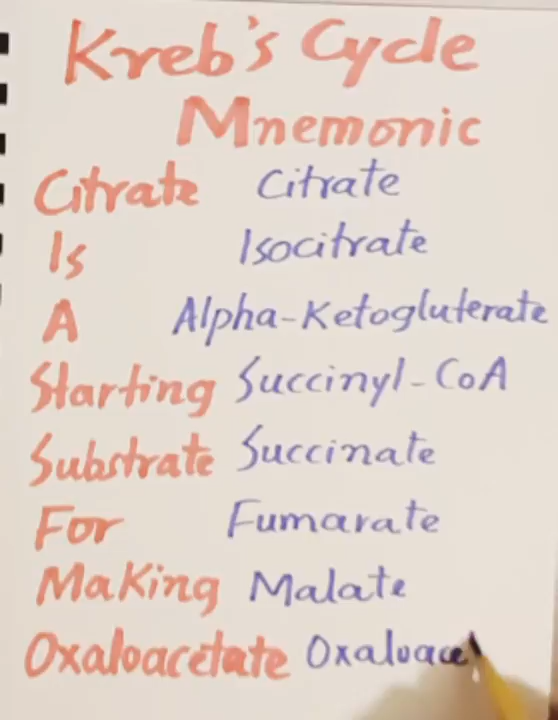 Kreb's Cycle
Mnemonic
Citrate Citrate
Is Isocitrate
A Alpha-Ketogluterate
Starting Succinyl-CoA
Substrate Succinate
For Fumarate
Making Malate
Oxaloacetate Oxaloace